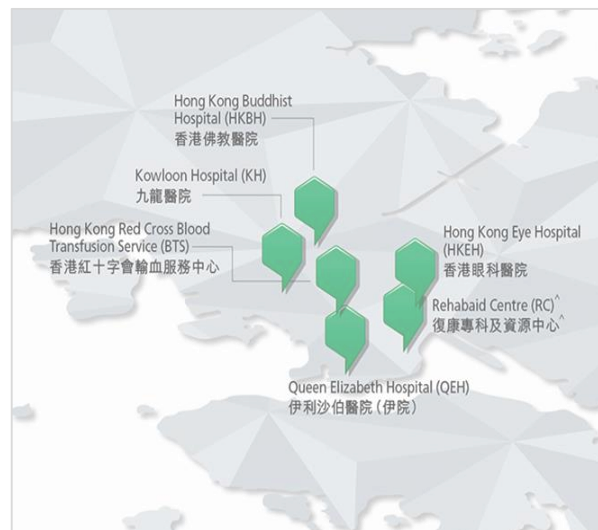 Hong Kong Buddhist
Hospital (HKBH)
香港佛教醫院
Kowloon Hospital (KH)
九龍醫院
Hong Kong Red Cross Blood
Transfusion Service (BTS)
香港紅十字會輸血服務中心
Hong Kong Eye Hospital
(HKEH)
香港眼科醫院
Rehabaid Centre (RC)^
復康專科及資源中心^
Queen Elizabeth Hospital (QEH)
伊利沙伯醫院（伊院）